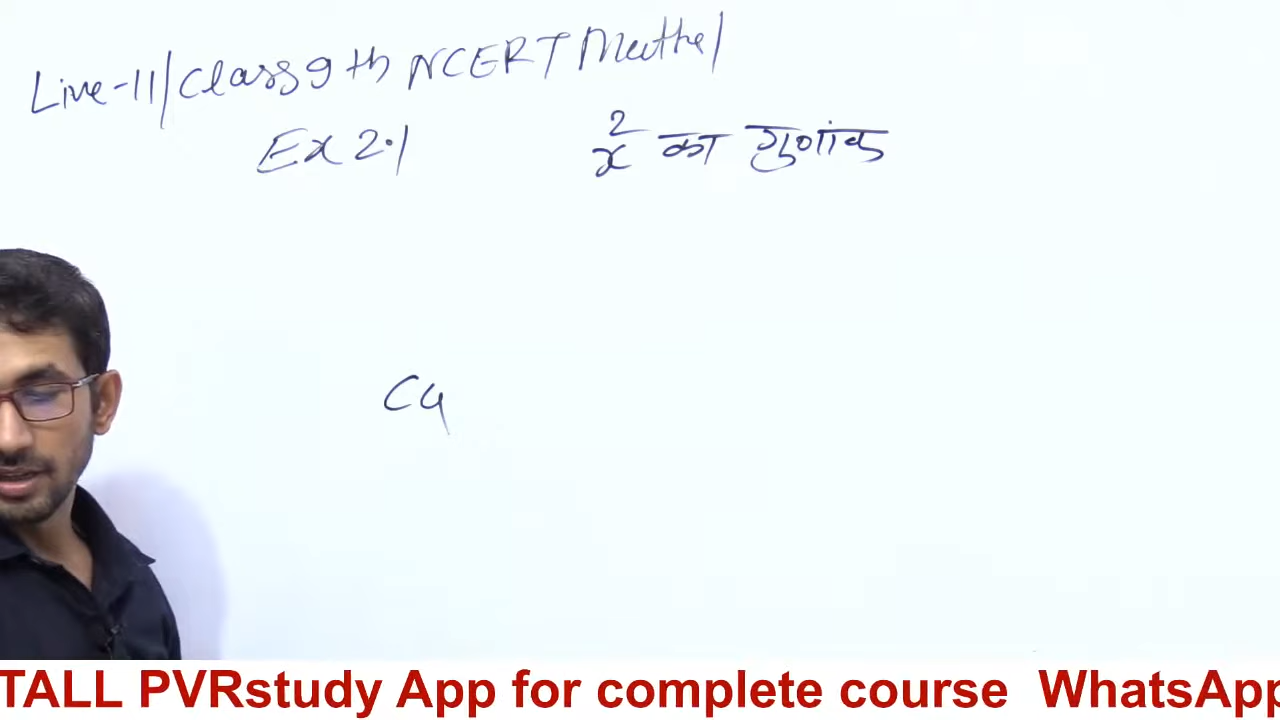 Live-11/Class 9th NCERT Maths/
Ex 2.1 x² का गुणांक
C4
TALL PVRstudy App for complete course WhatsApp